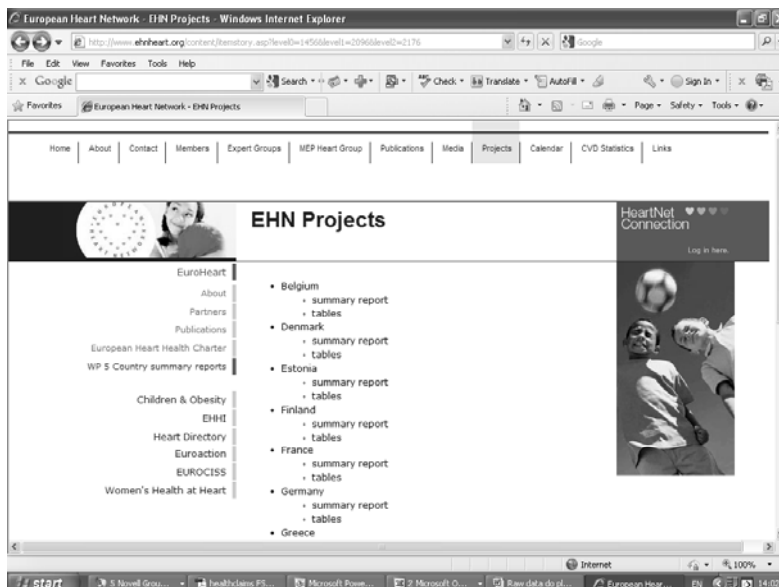 European Heart Network - EHN Projects - Windows Internet Explorer
http://www.ehnheart.org/content/itemstory.asp?level0=1456&level1=2096&level2=2176
Google
File Edit View Favorites Tools Help
x Google Search Check Translate AutoFill Sign In
Favorites European Heart Network - EHN Projects Page Safety Tools
Home About Contact Members Expert Groups MEP Heart Group Publications Media Projects Calendar CVD Statistics Links
EHN Projects
HeartNet
Connection
Log in here.
EuroHeart
About
Partners
Publications
European Heart Health Charter
WP 5 Country summary reports
Children & Obesity
EHHI
Heart Directory
Euroaction
EUROCISS
Women's Health at Heart
• Belgium
◦ summary report
◦ tables
• Denmark
◦ summary report
◦ tables
• Estonia
◦ summary report
◦ tables
• Finland
◦ summary report
◦ tables
• France
◦ summary report
◦ tables
• Germany
◦ summary report
◦ tables
• Greece
Internet 100%
start 5 Novell Grou... healthclaims FS... Microsoft Powe... 2 Microsoft O... Raw data do pl... European Hear... EN 14:02